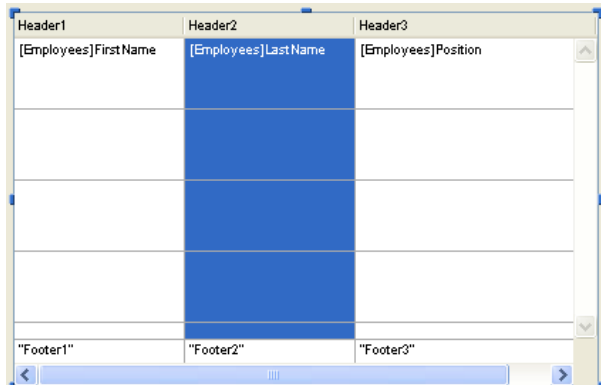 Header1 Header2 Header3
[Employees]FirstName [Employees]LastName [Employees]Position
"Footer1" "Footer2" "Footer3"